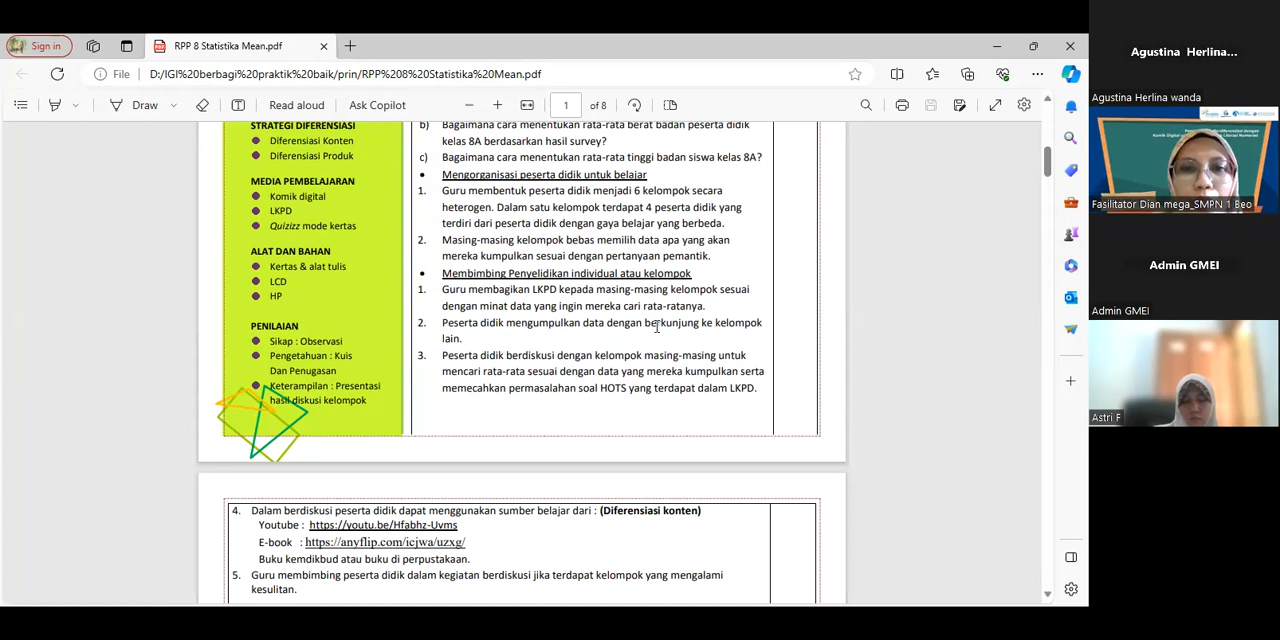 Sign in
RPP 8 Statistika Mean.pdf
File
D:/IGI%20berbagi%20praktik%20baik/prin/RPP%208%20Statistika%20Mean.pdf
Draw
Read aloud
Ask Copilot
1
of 8
STRATEGI DIFERENSIASI
Diferensiasi Konten
Diferensiasi Produk
MEDIA PEMBELAJARAN
Komik digital
LKPD
Quizizz mode kertas
ALAT DAN BAHAN
Kertas & alat tulis
LCD
HP
PENILAIAN
Sikap : Observasi
Pengetahuan : Kuis
Dan Penugasan
Keterampilan : Presentasi
hasil diskusi kelompok
b) Bagaimana cara menentukan rata-rata berat badan peserta didik
kelas 8A berdasarkan hasil survey?
c) Bagaimana cara menentukan rata-rata tinggi badan siswa kelas 8A?
• Mengorganisasi peserta didik untuk belajar
1. Guru membentuk peserta didik menjadi 6 kelompok secara
heterogen. Dalam satu kelompok terdapat 4 peserta didik yang
terdiri dari peserta didik dengan gaya belajar yang berbeda.
2. Masing-masing kelompok bebas memilih data apa yang akan
mereka kumpulkan sesuai dengan pertanyaan pemantik.
• Membimbing Penyelidikan individual atau kelompok
1. Guru membagikan LKPD kepada masing-masing kelompok sesuai
dengan minat data yang ingin mereka cari rata-ratanya.
2. Peserta didik mengumpulkan data dengan berkunjung ke kelompok
lain.
3. Peserta didik berdiskusi dengan kelompok masing-masing untuk
mencari rata-rata sesuai dengan data yang mereka kumpulkan serta
memecahkan permasalahan soal HOTS yang terdapat dalam LKPD.
4. Dalam berdiskusi peserta didik dapat menggunakan sumber belajar dari : (Diferensiasi konten)
Youtube : https://youtu.be/Hfabhz-Uvms
E-book : https://anyflip.com/icjwa/uzxg/
Buku kemdikbud atau buku di perpustakaan.
5. Guru membimbing peserta didik dalam kegiatan berdiskusi jika terdapat kelompok yang mengalami
kesulitan.
Agustina Herlina...
Agustina Herlina wanda
Komik Digital
Literasi Numerasi
Fasilitator Dian mega_SMPN 1 Beo
Admin GMEI
Admin GMEI
Astri F